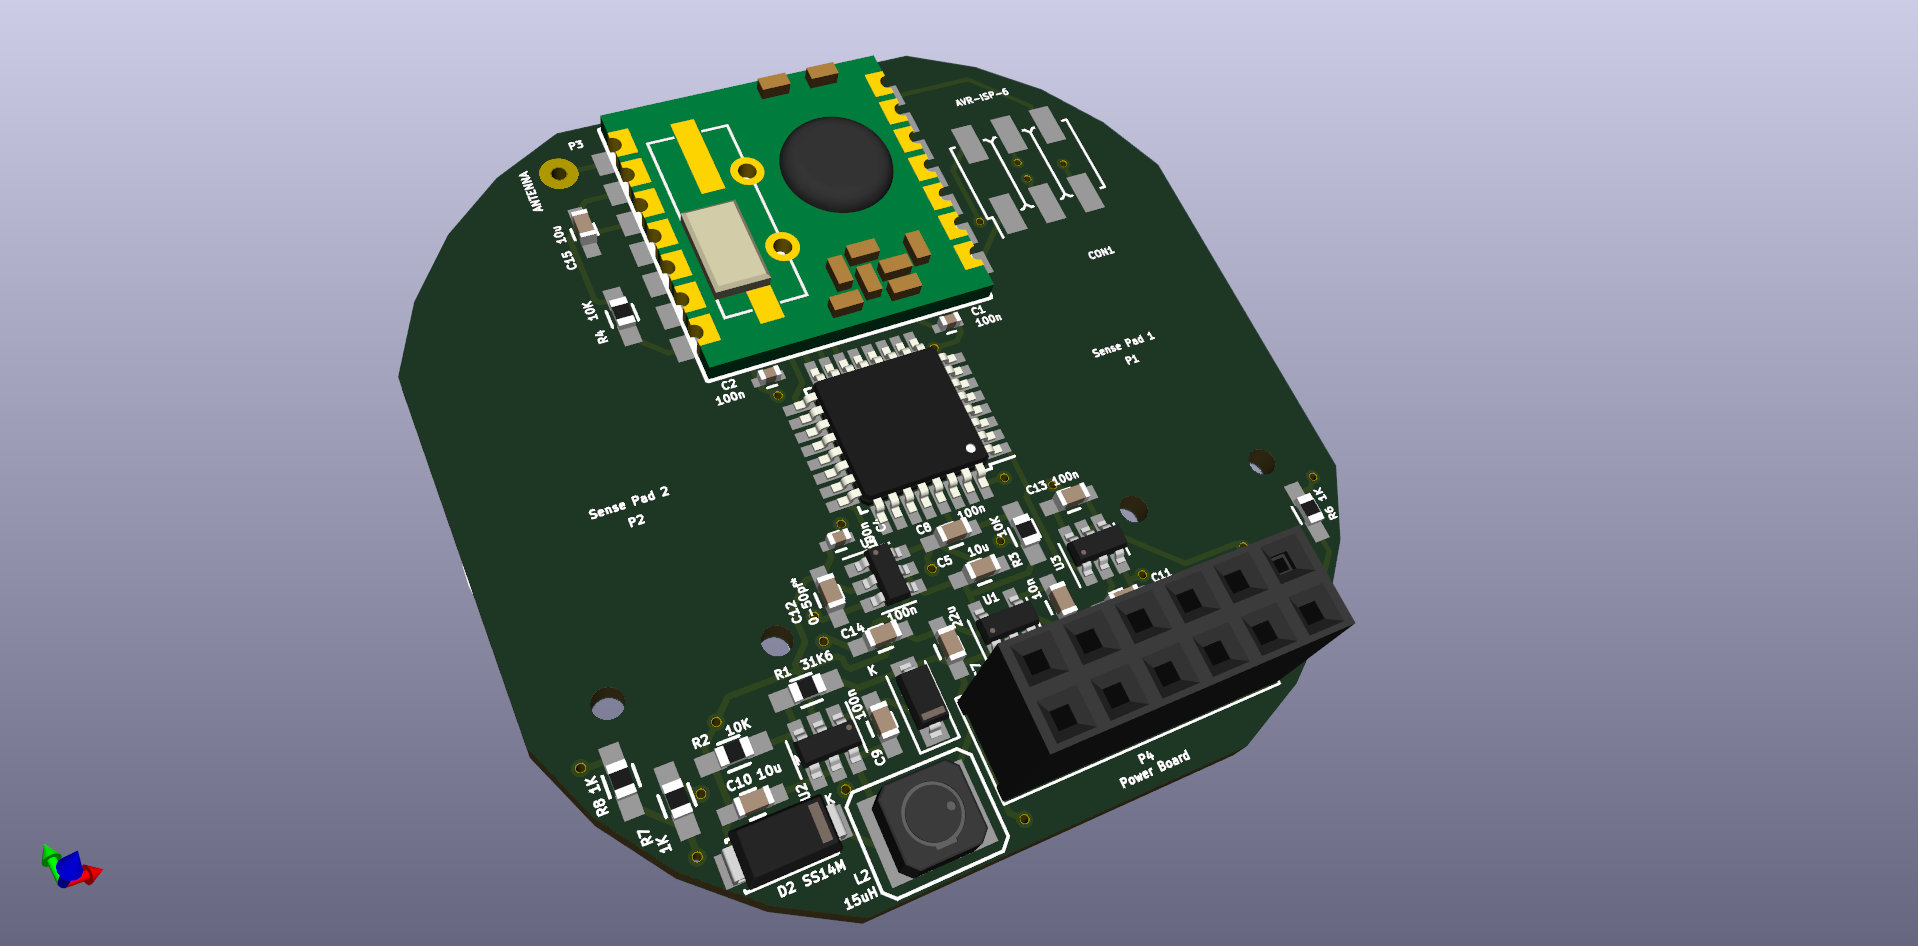 AVR-ISP-6
P3
ANTENNA
10u
C15
10K
R4
CON1
C1
100n
Sense Pad 1
P1
C2
100n
Sense Pad 2
P2
C13 100n
1K
R6
C8
100n
10K
R3
C5
10u
U3
C11
C12
0-50pF
U1
10n
C14
100n
22u
R1
31K6
K
100n
C9
R2
10K
C10 10u
U2
K
R8 1K
R7
1K
D2 SS14M
L2
15uH
P4
Power Board